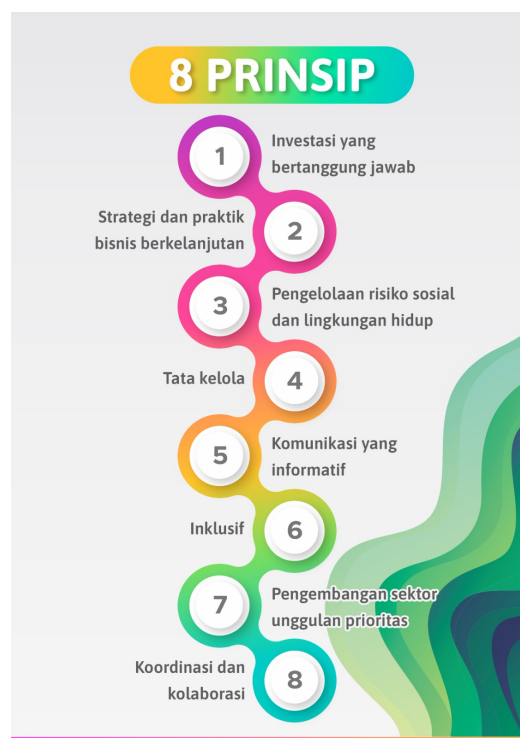 8 PRINSIP
1
Investasi yang
bertanggung jawab
Strategi dan praktik
bisnis berkelanjutan
2
3
Pengelolaan risiko sosial
dan lingkungan hidup
Tata kelola
4
5
Komunikasi yang
informatif
Inklusif
6
7
Pengembangan sektor
unggulan prioritas
Koordinasi dan
kolaborasi
8